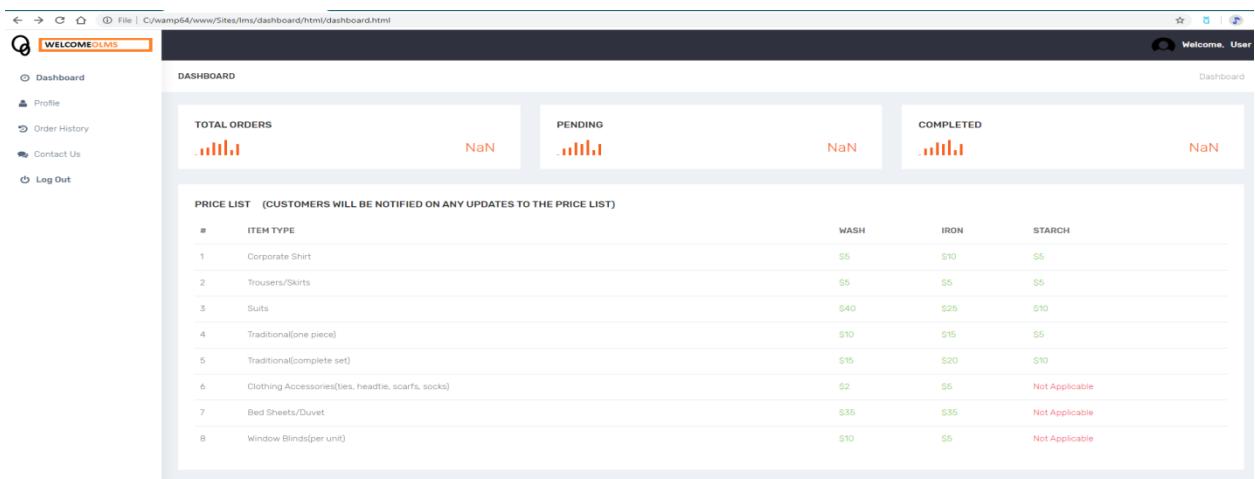 File | C:/wamp64/www/Sites/lms/dashboard/html/dashboard.html
WELCOMEOLMS
Welcome, User
Dashboard
Profile
Order History
Contact Us
Log Out
DASHBOARD
Dashboard
TOTAL ORDERS
NaN
PENDING
NaN
COMPLETED
NaN
PRICE LIST (CUSTOMERS WILL BE NOTIFIED ON ANY UPDATES TO THE PRICE LIST)
# ITEM TYPE WASH IRON STARCH
1 Corporate Shirt $5 $10 $5
2 Trousers/Skirts $5 $5 $5
3 Suits $40 $25 $10
4 Traditional(one piece) $10 $15 $5
5 Traditional(complete set) $15 $20 $10
6 Clothing Accessories(ties, headtie, scarfs, socks) $2 $5 Not Applicable
7 Bed Sheets/Duvet $35 $35 Not Applicable
8 Window Blinds(per unit) $10 $5 Not Applicable